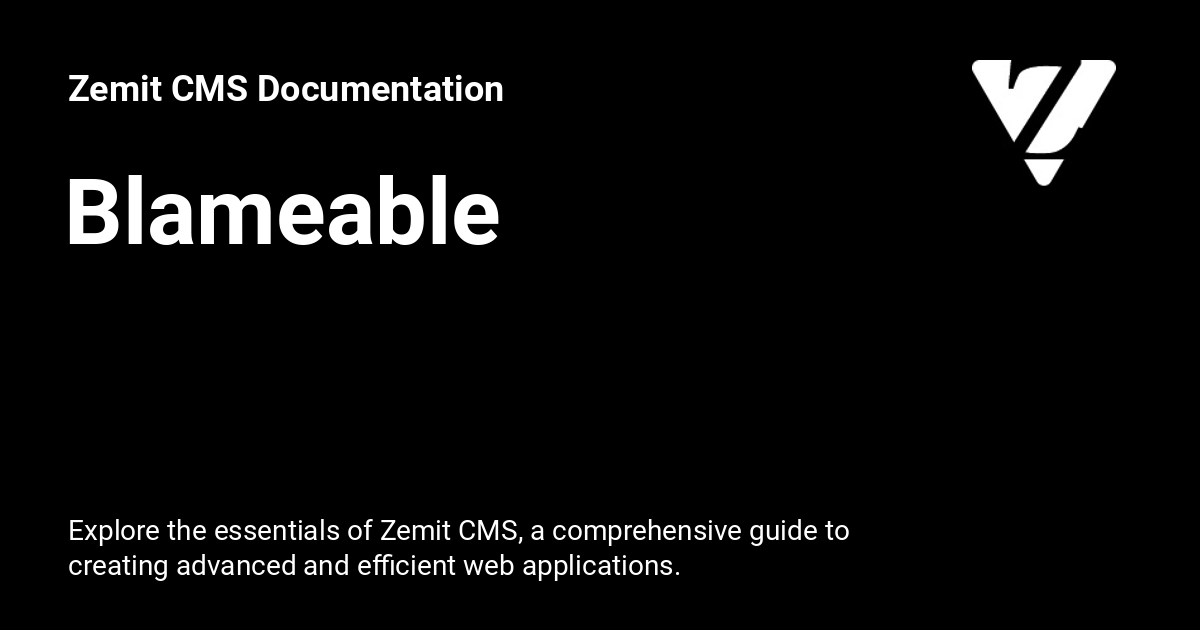 Zemit CMS Documentation
Blameable
Explore the essentials of Zemit CMS, a comprehensive guide to
creating advanced and efficient web applications.